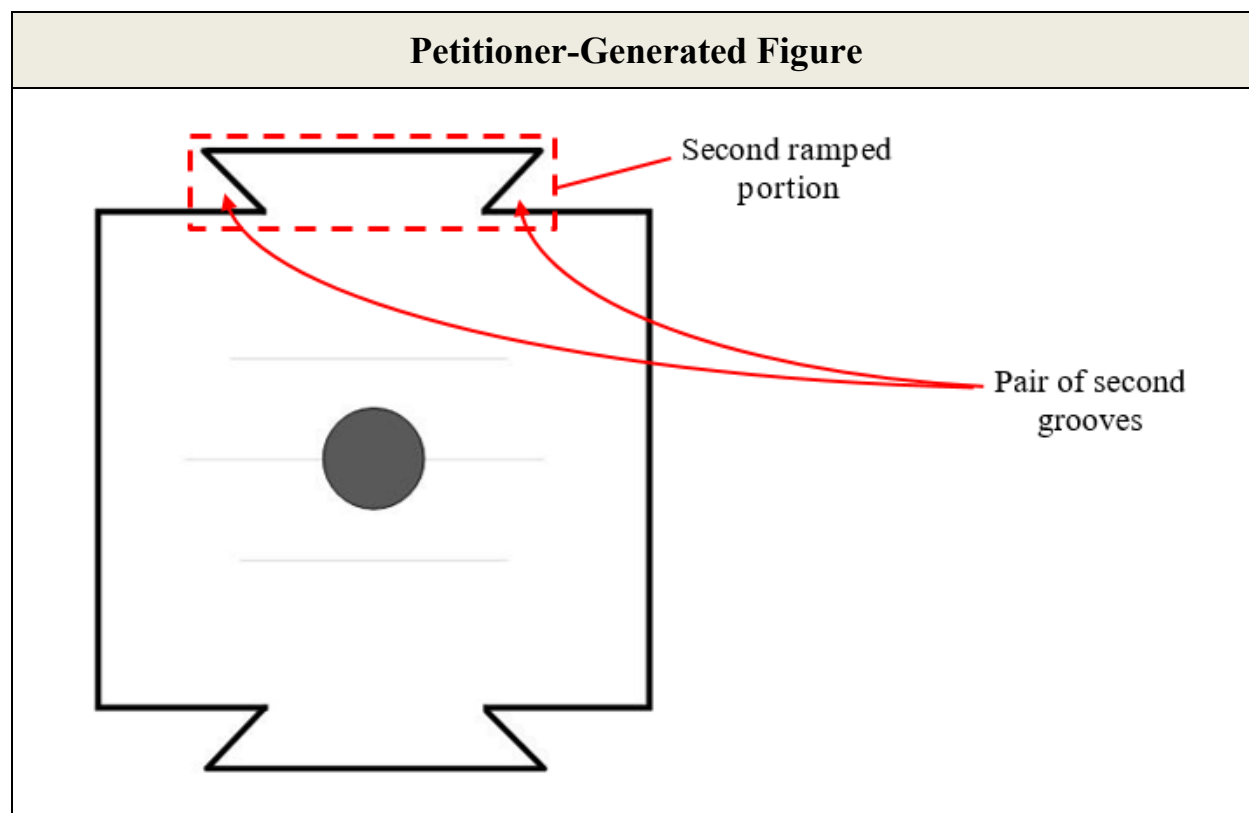 Petitioner-Generated Figure
Second ramped
portion
Pair of second
grooves